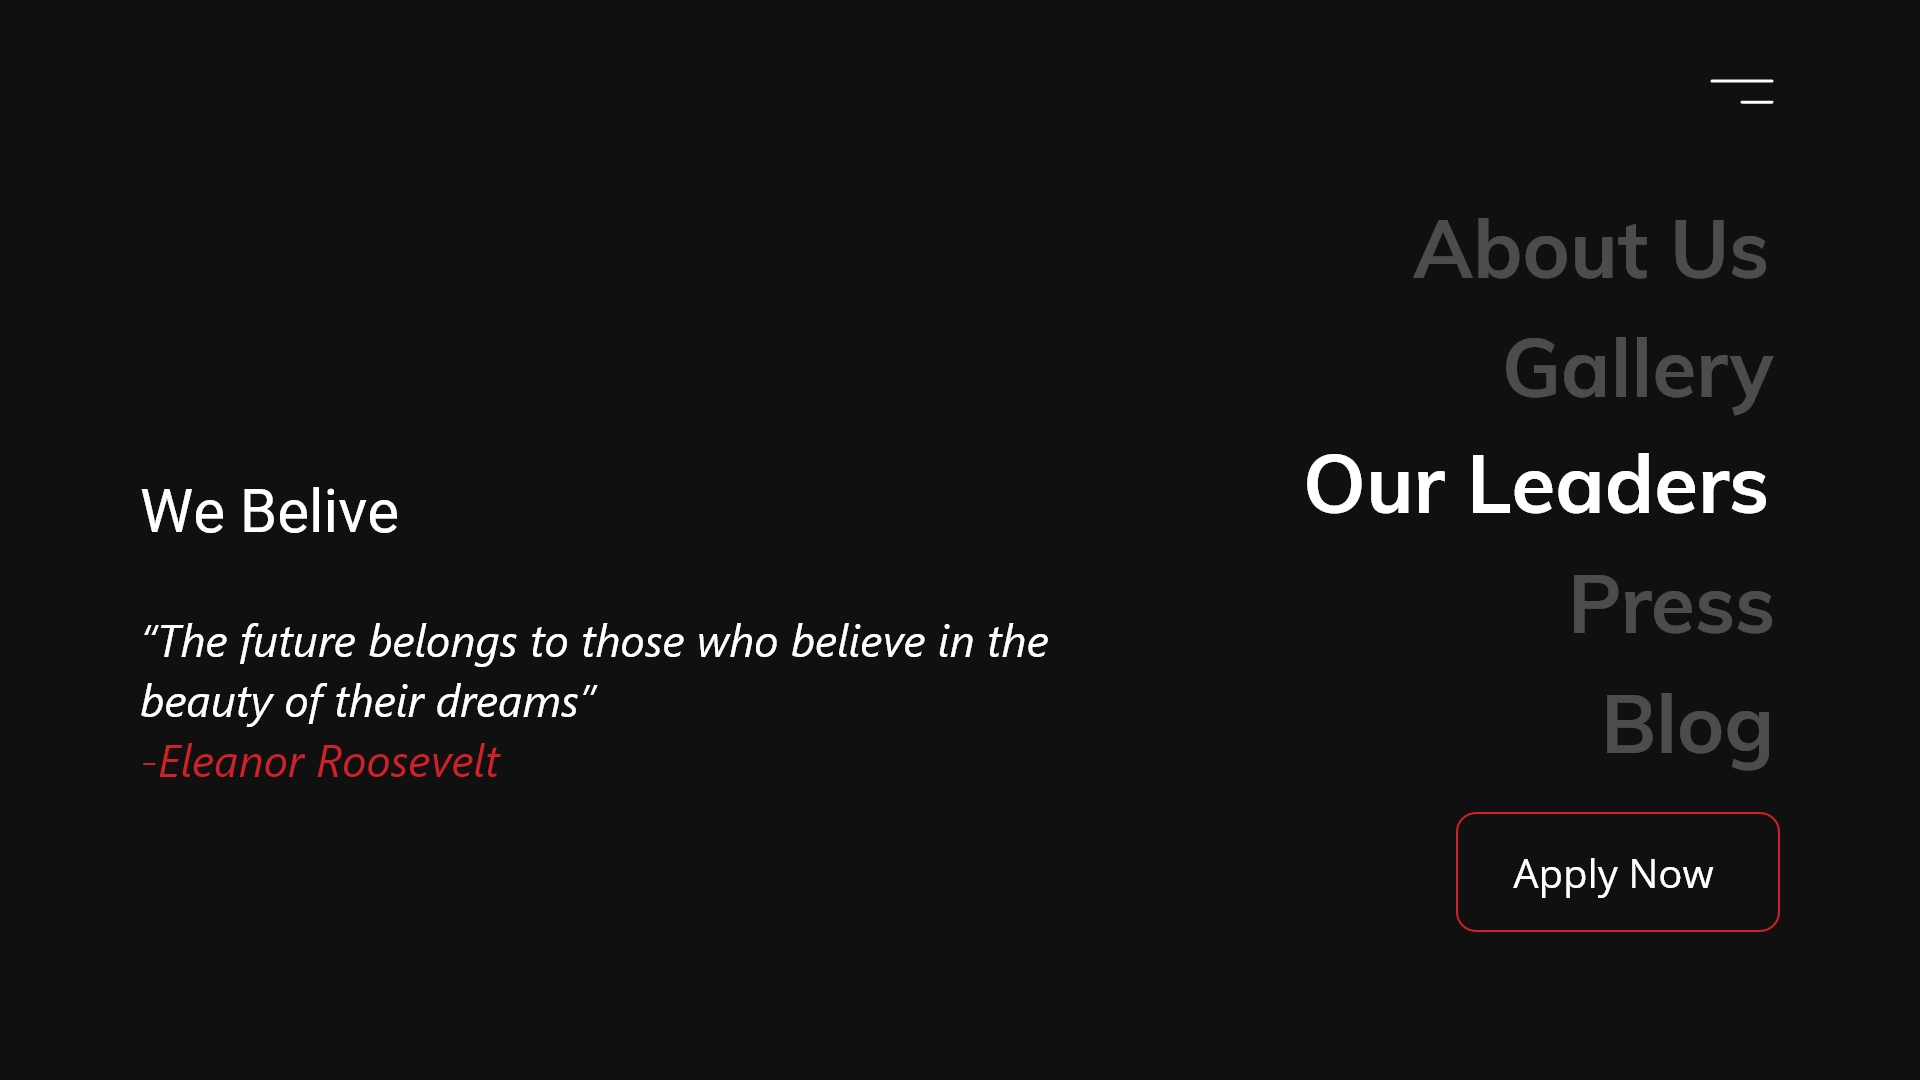 About Us
Gallery
Our Leaders
Press
Blog
Apply Now
We Belive
“The future belongs to those who believe in the
beauty of their dreams”
-Eleanor Roosevelt